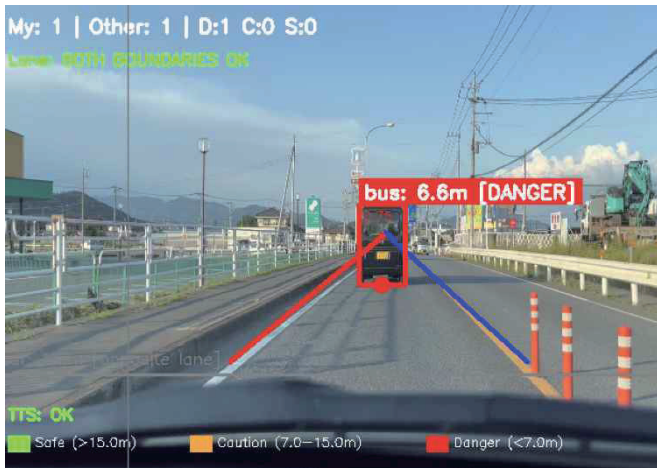 My: 1 | Other: 1 | D:1 C:0 S:0
Lane: BOTH BOUNDARIES OK
bus: 6.6m [DANGER]
[opposite lane]
TTS: OK
Safe (>15.0m)
Caution (7.0-15.0m)
Danger (<7.0m)